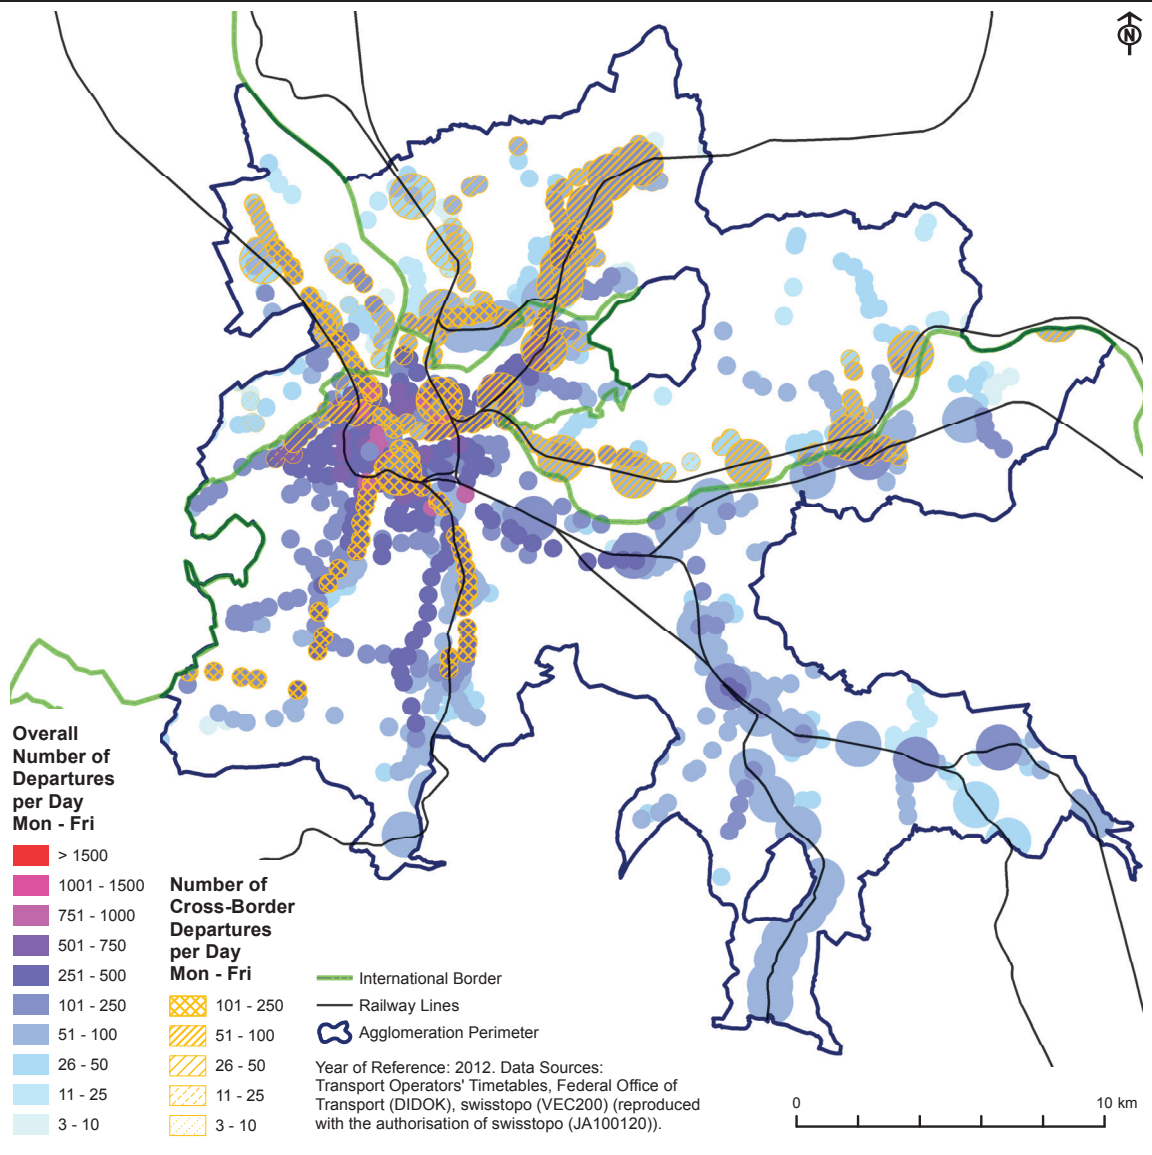 N
Overall
Number of
Departures
per Day
Mon - Fri
> 1500
1001 - 1500
751 - 1000
501 - 750
251 - 500
101 - 250
51 - 100
26 - 50
11 - 25
3 - 10
Number of
Cross-Border
Departures
per Day
Mon - Fri
101 - 250
51 - 100
26 - 50
11 - 25
3 - 10
International Border
Railway Lines
Agglomeration Perimeter
Year of Reference: 2012. Data Sources:
Transport Operators' Timetables, Federal Office of
Transport (DIDOK), swisstopo (VEC200) (reproduced
with the authorisation of swisstopo (JA100120)).
0 10 km